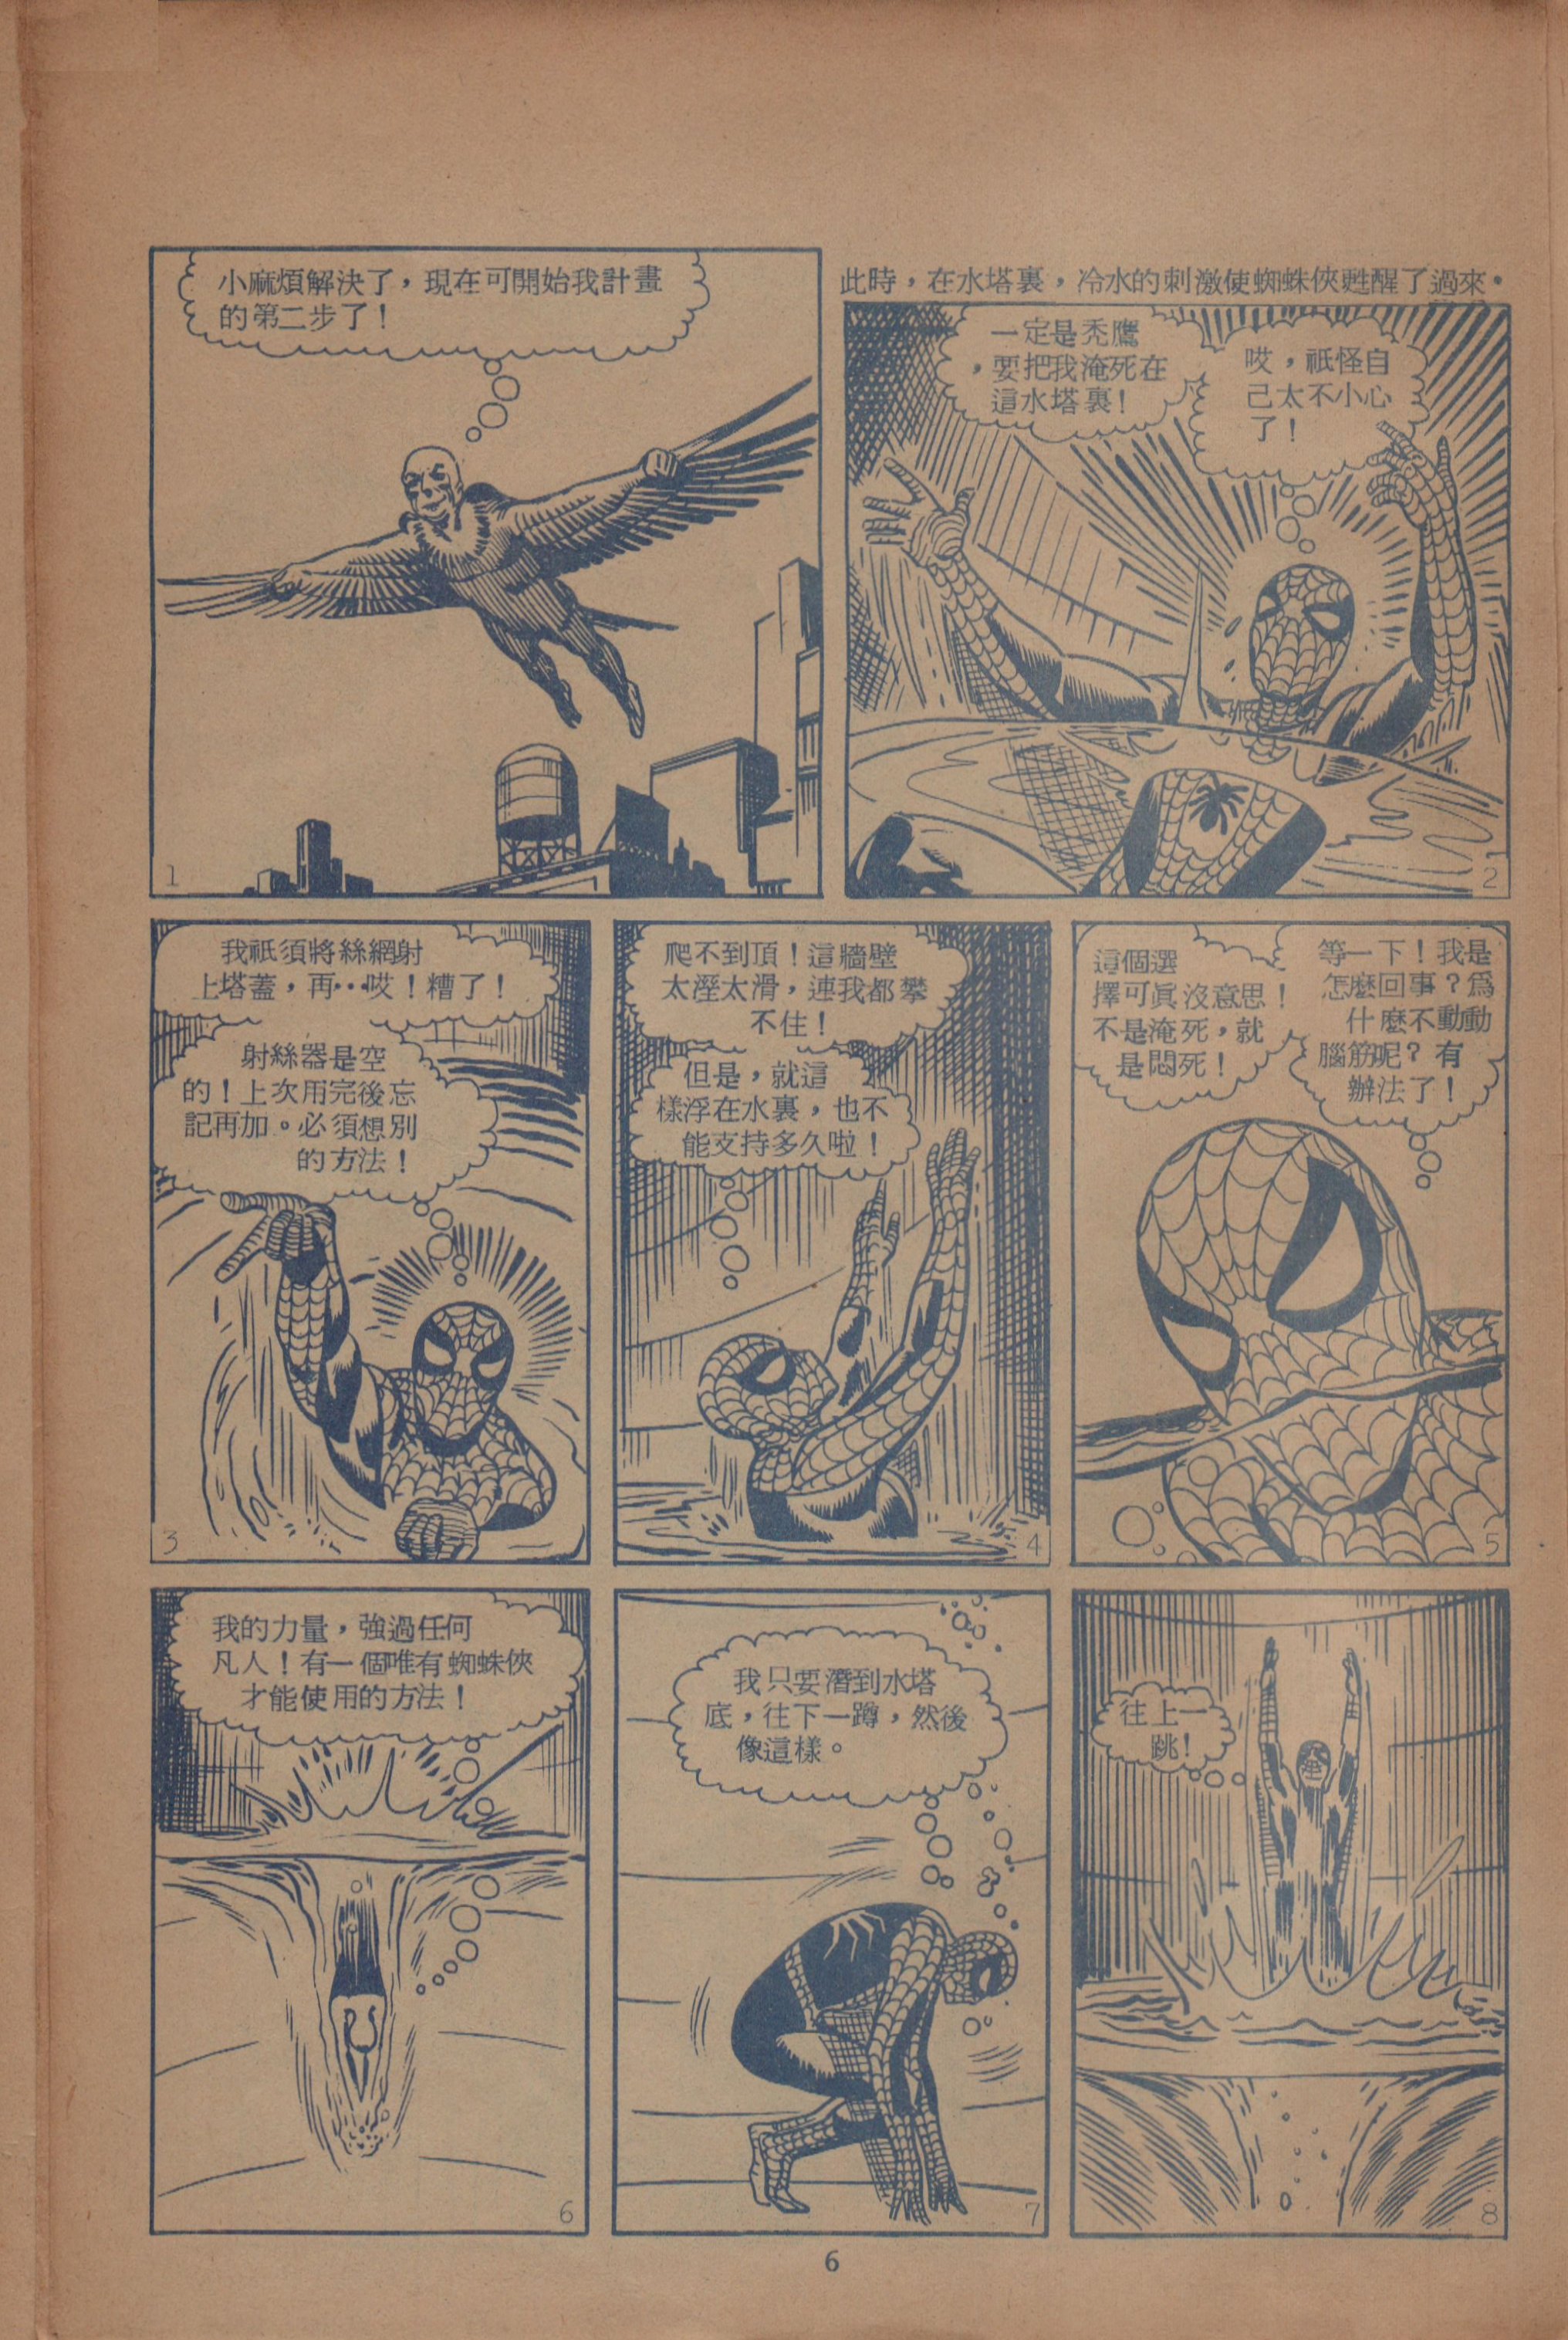 小麻煩解決了，現在可開始我計畫
的第二步了！
1
此時，在水塔裏，冷水的刺激使蜘蛛俠甦醒了過來。
一定是禿鷹
，要把我淹死在
這水塔裏！
哎，祇怪自
己太不小心
了！
2
我祇須將絲網射
上塔蓋，再…哎！糟了！
射絲器是空
的！上次用完後忘
記再加。必須想別
的方法！
3
爬不到頂！這牆壁
太溼太滑，連我都攀
不住！
但是，就這
樣浮在水裏，也不
能支持多久啦！
4
這個選
擇可眞沒意思！
不是淹死，就
是悶死！
等一下！我是
怎麼回事？爲
什麼不動動
腦筋呢？有
辦法了！
5
我的力量，強過任何
凡人！有一個唯有蜘蛛俠
才能使用的方法！
6
我只要潛到水塔
底，往下一蹲，然後
像這樣。
7
往上一
跳！
8
6